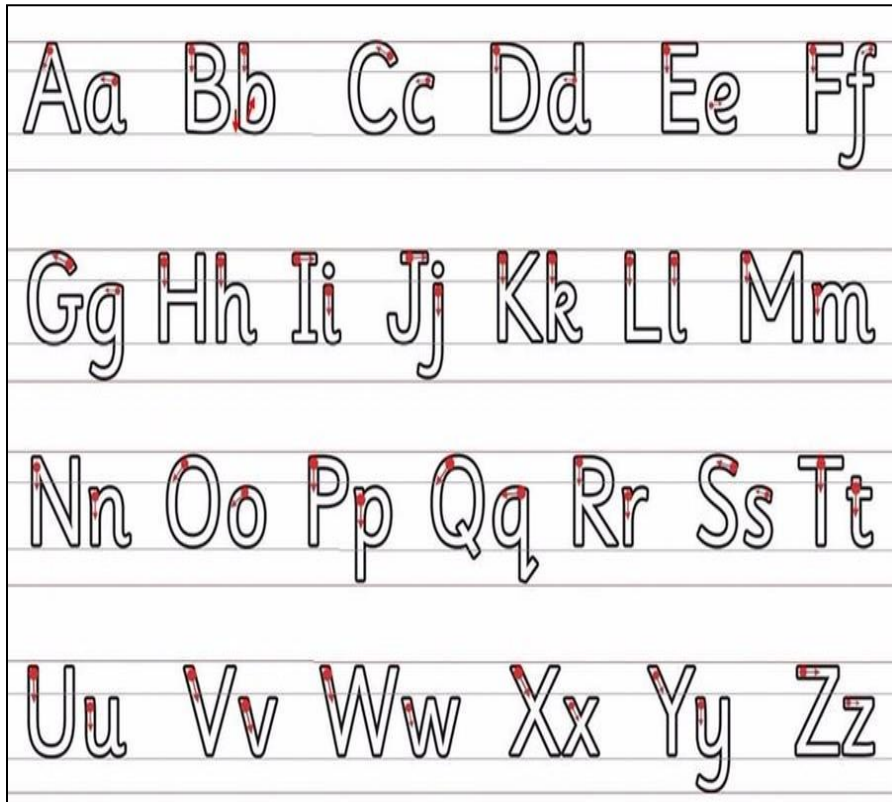 Aa Bb Cc Dd Ee Ff
Gg Hh Ii Jj Kk Ll Mm
Nn Oo Pp Qq Rr Ss Tt
Uu Vv Ww Xx Yy Zz